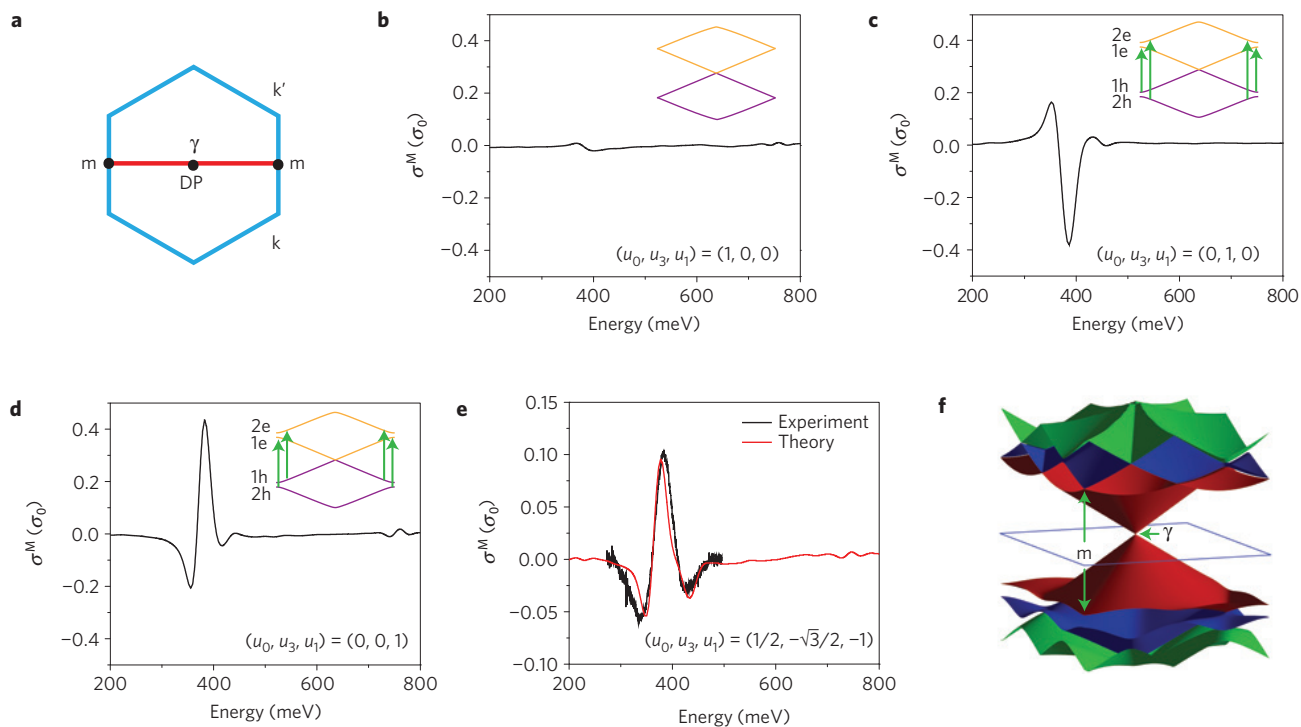 a
k'
γ
m
m
DP
k
b
0.4
0.2
0.0
−0.2
−0.4
σᴹ (σ₀)
(u₀, u₃, u₁) = (1, 0, 0)
200 400 600 800
Energy (meV)
c
0.4
0.2
0.0
−0.2
−0.4
σᴹ (σ₀)
2e
1e
1h
2h
(u₀, u₃, u₁) = (0, 1, 0)
200 400 600 800
Energy (meV)
d
0.4
0.2
0.0
−0.2
−0.4
σᴹ (σ₀)
2e
1e
1h
2h
(u₀, u₃, u₁) = (0, 0, 1)
200 400 600 800
Energy (meV)
e
0.15
0.10
0.05
0.00
−0.05
−0.10
σᴹ (σ₀)
Experiment
Theory
(u₀, u₃, u₁) = (1/2, −√3/2, −1)
200 400 600 800
Energy (meV)
f
γ
m